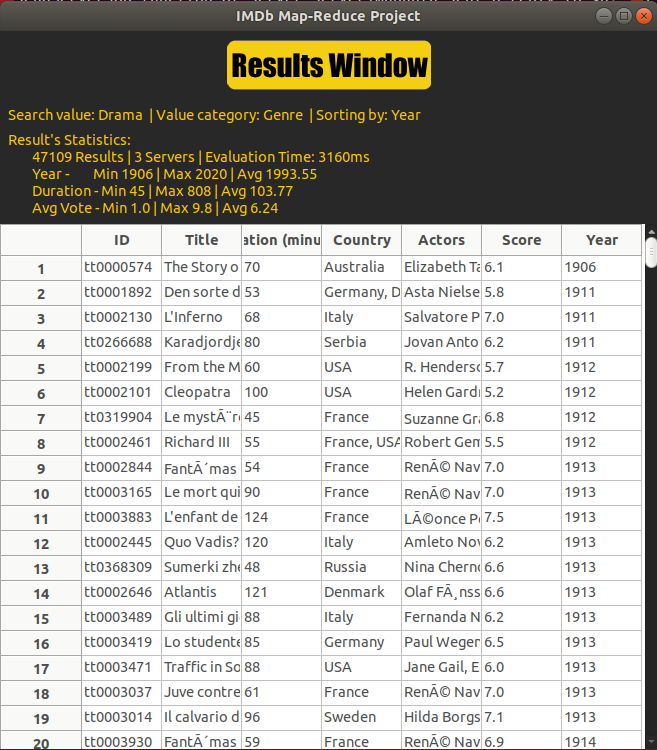 IMDb Map-Reduce Project
Results Window
Search value: Drama | Value category: Genre | Sorting by: Year
Result's Statistics:
47109 Results | 3 Servers | Evaluation Time: 3160ms
Year - Min 1906 | Max 2020 | Avg 1993.55
Duration - Min 45 | Max 808 | Avg 103.77
Avg Vote - Min 1.0 | Max 9.8 | Avg 6.24
ID Title ation (minu Country Actors Score Year
1 tt0000574 The Story o 70 Australia Elizabeth Ta 6.1 1906
2 tt0001892 Den sorte d 53 Germany, D Asta Nielse 5.8 1911
3 tt0002130 L'Inferno 68 Italy Salvatore P 7.0 1911
4 tt0266688 Karadjordje 80 Serbia Jovan Anto 6.2 1911
5 tt0002199 From the M 60 USA R. Henderso 5.7 1912
6 tt0002101 Cleopatra 100 USA Helen Gardn 5.2 1912
7 tt0319904 Le mystÃ¨re 45 France Suzanne Gra 6.8 1912
8 tt0002461 Richard III 55 France, USA Robert Gem 5.5 1912
9 tt0002844 FantÃ´mas 54 France RenÃ© Nav 7.0 1913
10 tt0003165 Le mort qui 90 France RenÃ© Nav 7.0 1913
11 tt0003883 L'enfant de 124 France LÃ©once Pe 7.5 1913
12 tt0002445 Quo Vadis? 120 Italy Amleto Nov 6.2 1913
13 tt0368309 Sumerki zhe 48 Russia Nina Cherno 6.6 1913
14 tt0002646 Atlantis 121 Denmark Olaf FÃ¸nss 6.6 1913
15 tt0003489 Gli ultimi gi 88 Italy Fernanda N 6.2 1913
16 tt0003419 Lo studente 85 Germany Paul Wegen 6.5 1913
17 tt0003471 Traffic in So 88 USA Jane Gail, E 6.0 1913
18 tt0003037 Juve contre 61 France RenÃ© Nav 7.0 1913
19 tt0003014 Il calvario d 96 Sweden Hilda Borgs 7.1 1913
20 tt0003930 FantÃ´mas 59 France RenÃ© Nav 6.9 1914